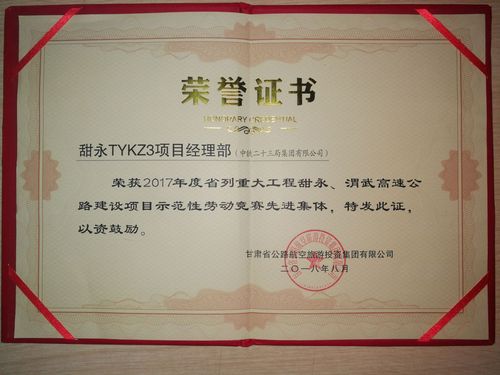 荣誉证书
HONORARY CREDENTIAL
甜永TYKZ3项目经理部（中铁二十三局集团有限公司）
荣获2017年度省列重大工程甜永、渭武高速公
路建设项目示范性劳动竞赛先进集体，特发此证，
以资鼓励。
甘肃省公路航空旅游投资集团有限公司
二〇一八年八月